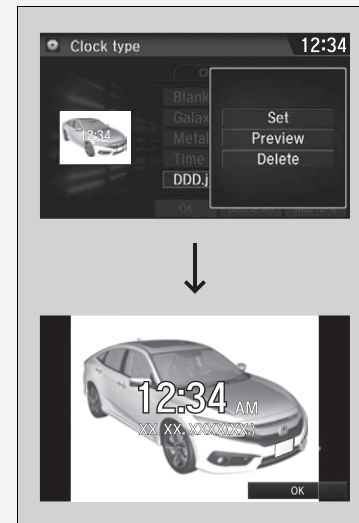 Clock type
12:34
12:34
Blank
Galax
Metal
Time
DDD.j
Set
Preview
Delete
OK
12:34 AM
XX. XX. XXXX(XX.)
OK